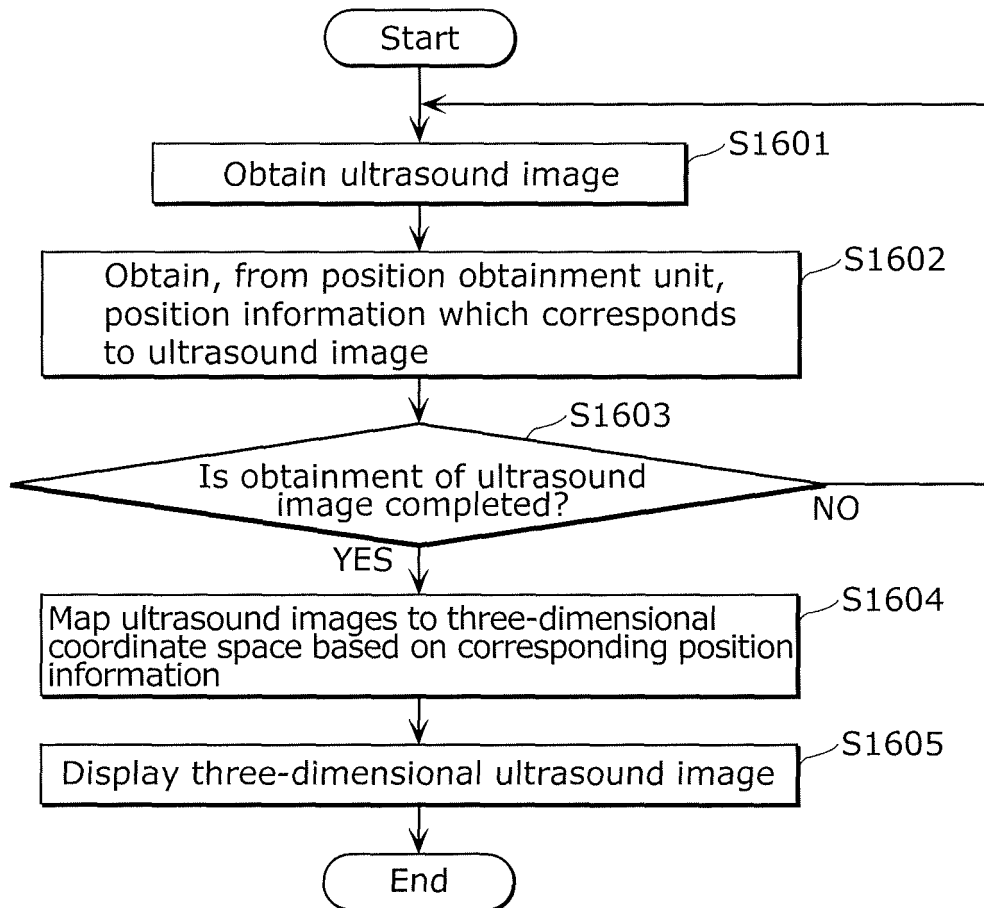 Start
S1601
Obtain ultrasound image
S1602
Obtain, from position obtainment unit,
position information which corresponds
to ultrasound image
S1603
Is obtainment of ultrasound
image completed?
NO
YES
S1604
Map ultrasound images to three-dimensional
coordinate space based on corresponding position
information
S1605
Display three-dimensional ultrasound image
End